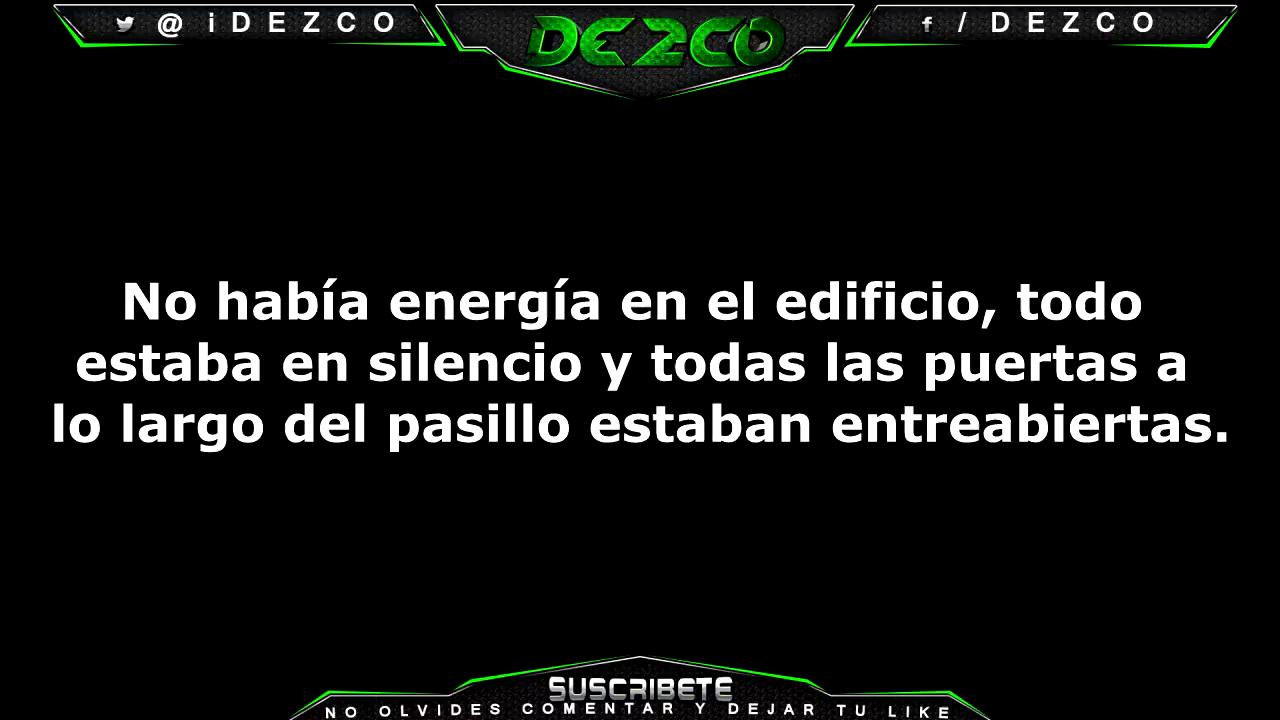 @iDEZCO
DEZCO
f / DEZCO
No había energía en el edificio, todo
estaba en silencio y todas las puertas a
lo largo del pasillo estaban entreabiertas.
SUSCRIBETE
NO OLVIDES COMENTAR Y DEJAR TU LIKE